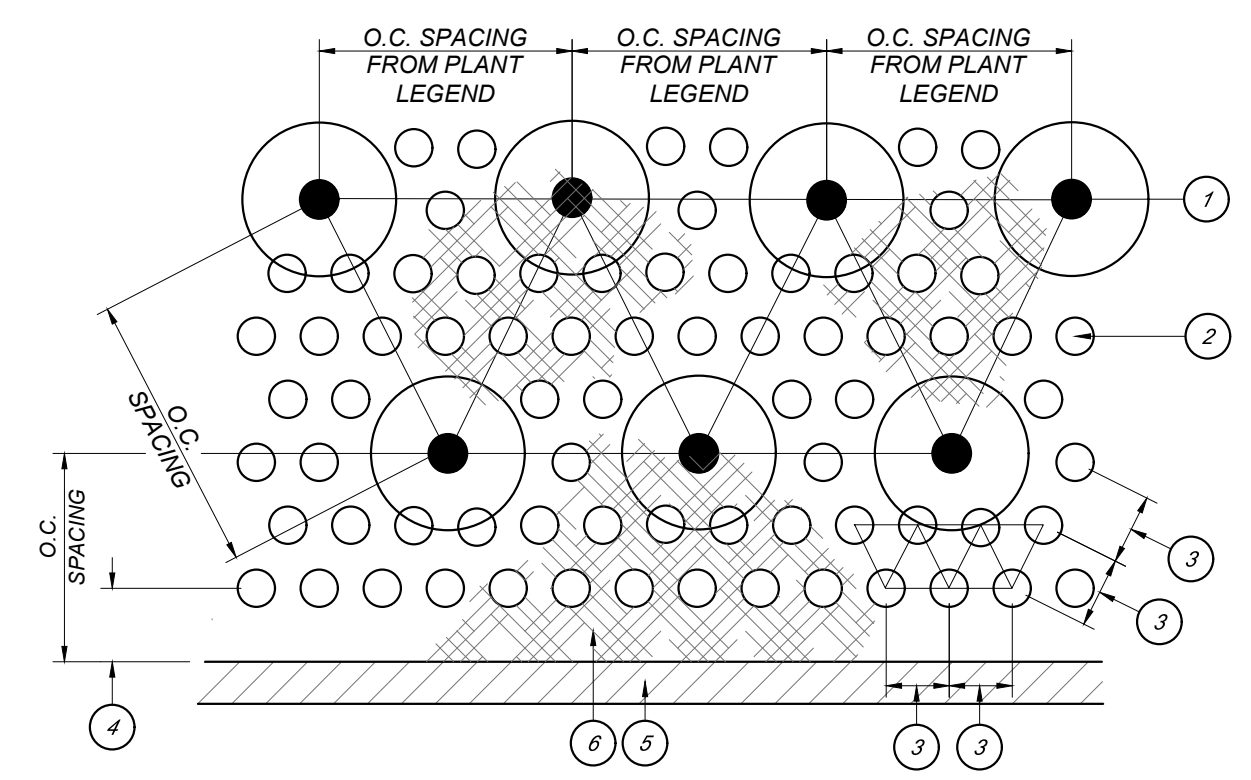 O.C. SPACING
FROM PLANT
LEGEND
O.C. SPACING
FROM PLANT
LEGEND
O.C. SPACING
FROM PLANT
LEGEND
1
2
O.C.
SPACING
O.C.
SPACING
3
3
4
6
5
3
3